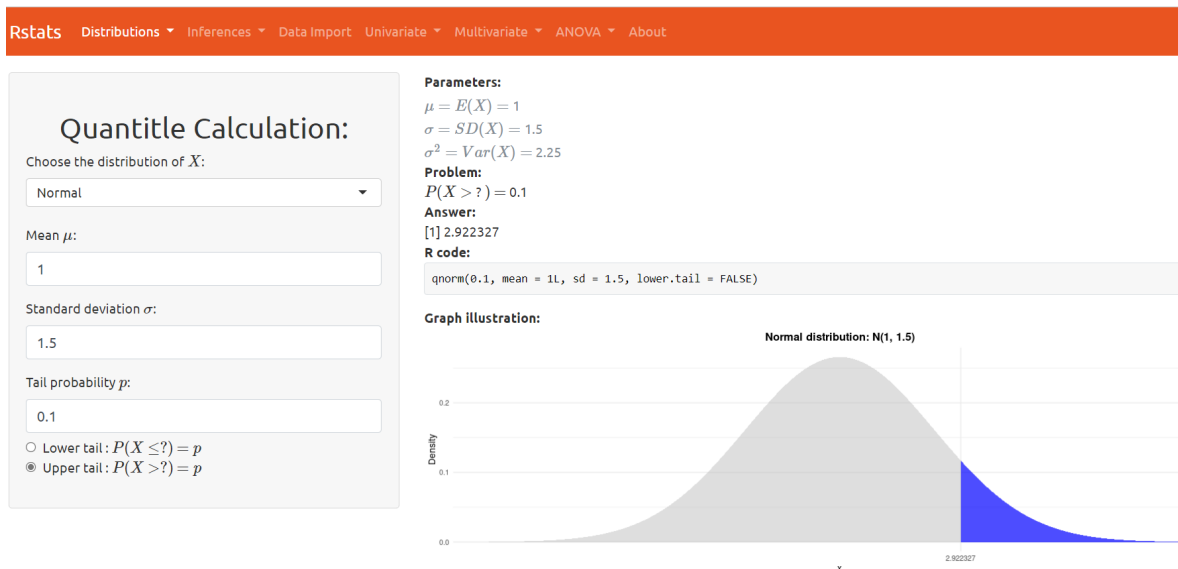 Rstats Distributions Inferences Data Import Univariate Multivariate ANOVA About
Quantitle Calculation:
Choose the distribution of X:
Normal
Mean μ:
1
Standard deviation σ:
1.5
Tail probability p:
0.1
Lower tail : P(X ≤?) = p
Upper tail : P(X >?) = p
Parameters:
μ = E(X) = 1
σ = SD(X) = 1.5
σ² = Var(X) = 2.25
Problem:
P(X > ? ) = 0.1
Answer:
[1] 2.922327
R code:
qnorm(0.1, mean = 1L, sd = 1.5, lower.tail = FALSE)
Graph illustration:
Normal distribution: N(1, 1.5)
Density
0.2
0.1
0.0
2.922327
x